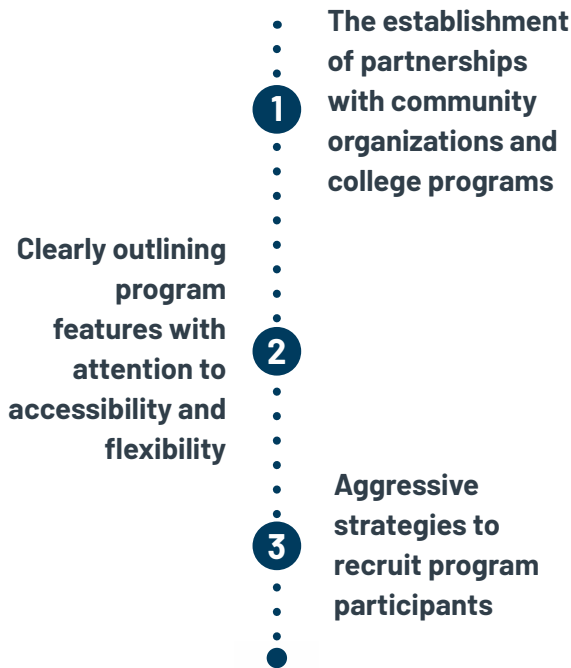 The establishment
of partnerships
with community
organizations and
college programs
1
Clearly outlining
program
features with
attention to
accessibility and
flexibility
2
Aggressive
strategies to
recruit program
participants
3